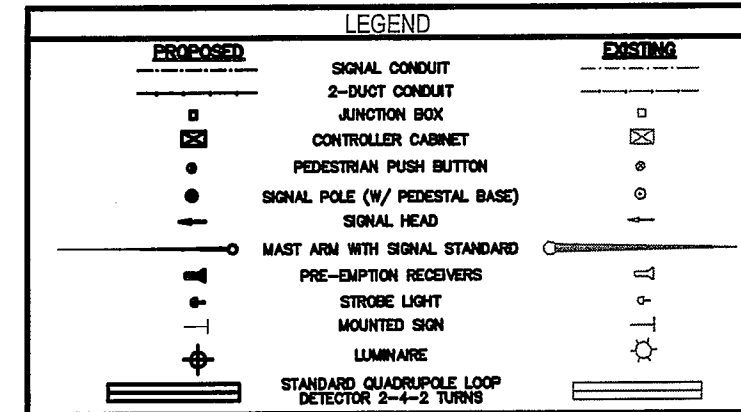 LEGEND
PROPOSED
EXISTING
SIGNAL CONDUIT
2-DUCT CONDUIT
JUNCTION BOX
CONTROLLER CABINET
PEDESTRIAN PUSH BUTTON
SIGNAL POLE (W/ PEDESTAL BASE)
SIGNAL HEAD
MAST ARM WITH SIGNAL STANDARD
PRE-EMPTION RECEIVERS
STROBE LIGHT
MOUNTED SIGN
LUMINAIRE
STANDARD QUADRUPOLE LOOP
DETECTOR 2-4-2 TURNS